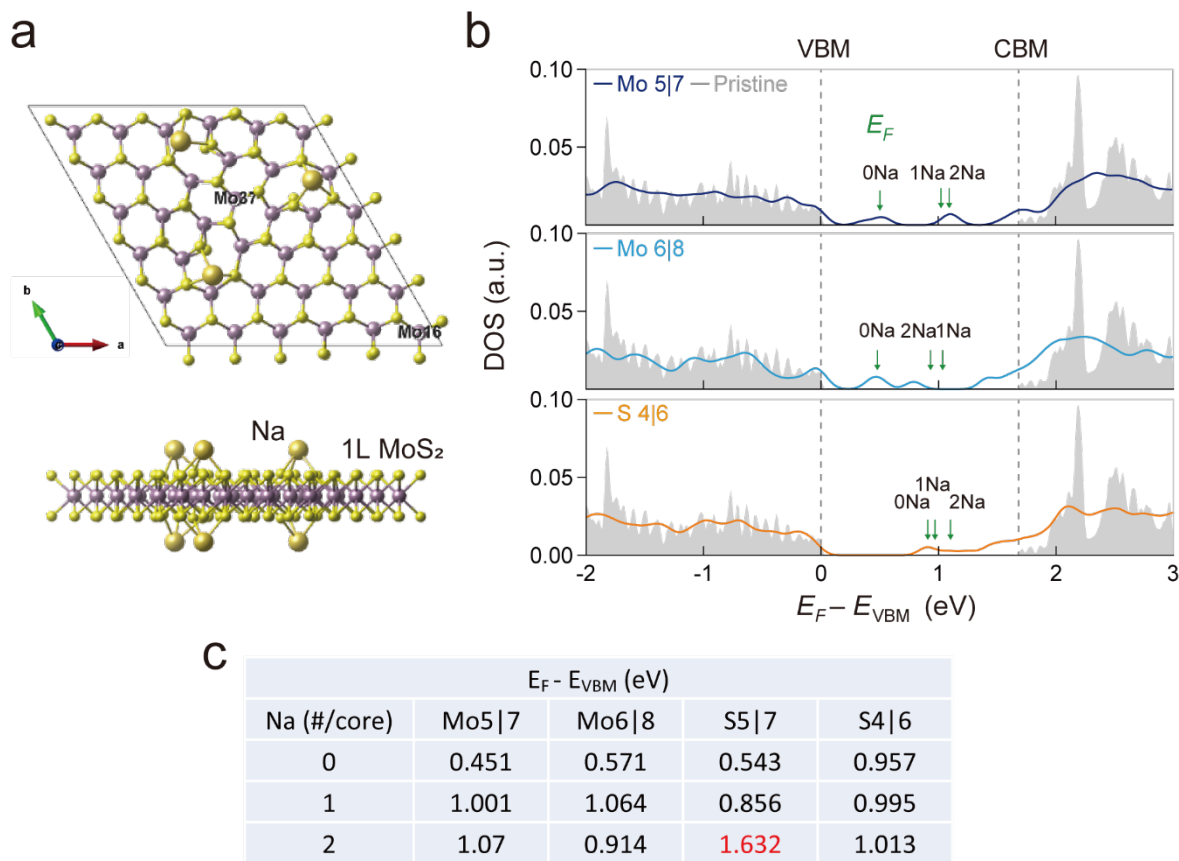 a
Mo37
Mo16
b
a
c
Na
1L MoS₂
b
VBM
CBM
0.10
Mo 5|7
Pristine
E_F
0Na
1Na
2Na
0.05
0.10
Mo 6|8
0Na
2Na
1Na
0.05
0.10
S 4|6
1Na
0Na
2Na
0.05
0.00
DOS (a.u.)
-2 -1 0 1 2 3
E_F – E_VBM (eV)
c
E_F - E_VBM (eV)
Na (#/core) Mo5|7 Mo6|8 S5|7 S4|6
0 0.451 0.571 0.543 0.957
1 1.001 1.064 0.856 0.995
2 1.07 0.914 1.632 1.013